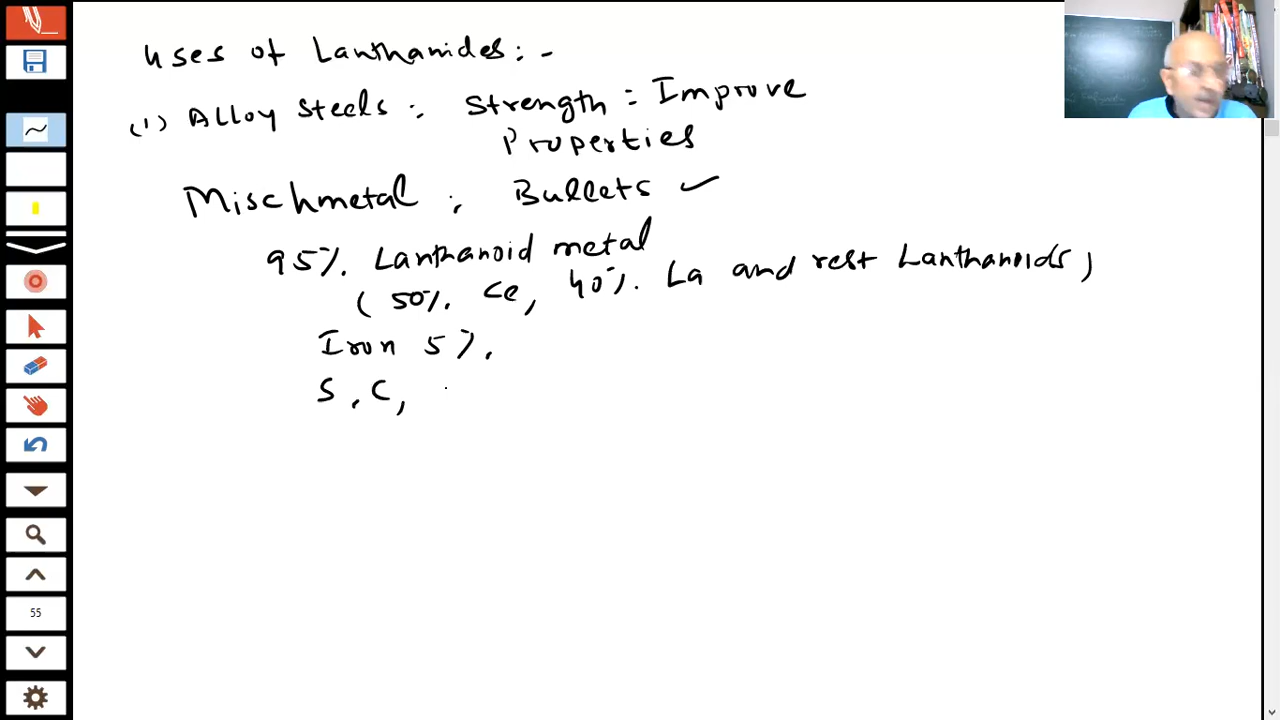 Uses of Lanthanides: -
(1) Alloy Steels : Strength : Improve
Properties
Mischmetal : Bullets ✓
95%. Lanthanoid metal
(50%. Ce, 40%. La and rest Lanthanoids)
Iron 5%.
S, C,
55